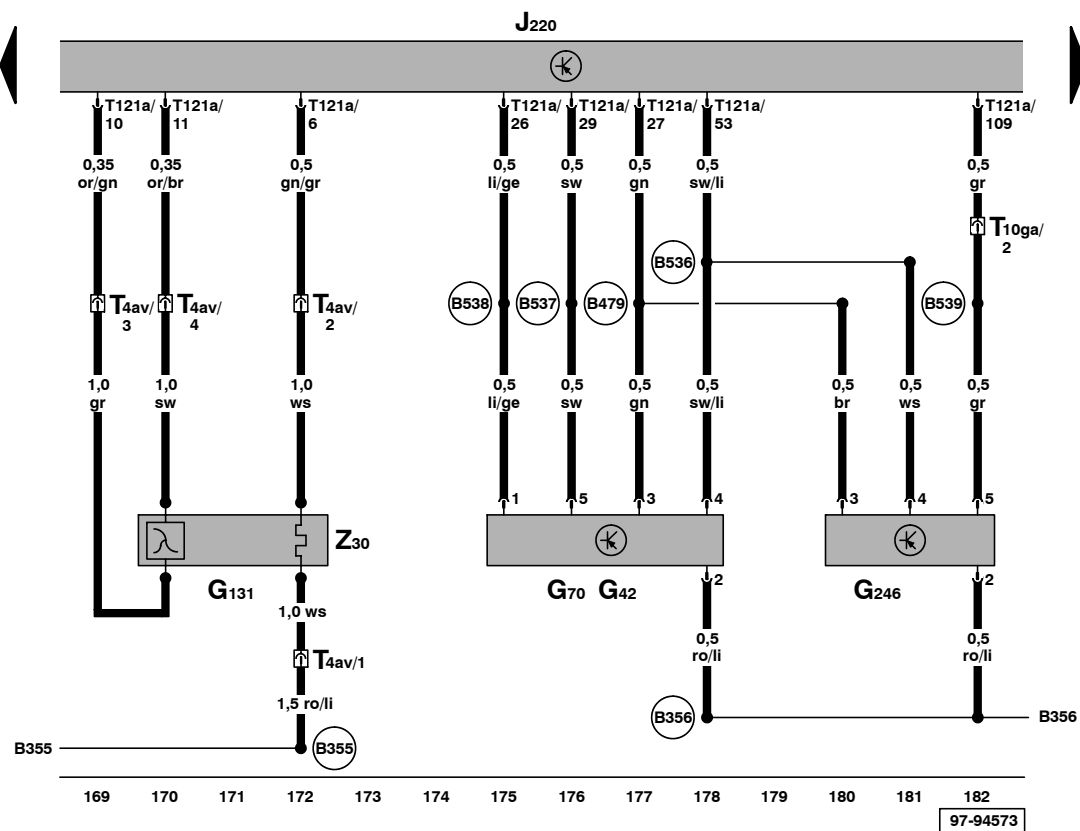 J220
T121a/ T121a/ T121a/ T121a/ T121a/ T121a/ T121a/ T121a/
10 11 6 26 29 27 53 109
0,35 0,35 0,5 0,5 0,5 0,5 0,5 0,5
or/gn or/br gn/gr li/ge sw gn sw/li gr
T10ga/
2
B536
T4av/ T4av/ T4av/ B538 B537 B479 B539
3 4 2
1,0 1,0 1,0 0,5 0,5 0,5 0,5 0,5 0,5 0,5
gr sw ws li/ge sw gn sw/li br ws gr
1 5 3 4 3 4 5
Z30
2 2
G131 G70 G42 G246
1,0 ws
0,5 0,5
ro/li ro/li
T4av/1
1,5 ro/li
B356 B356
B355 B355
169 170 171 172 173 174 175 176 177 178 179 180 181 182
97-94573